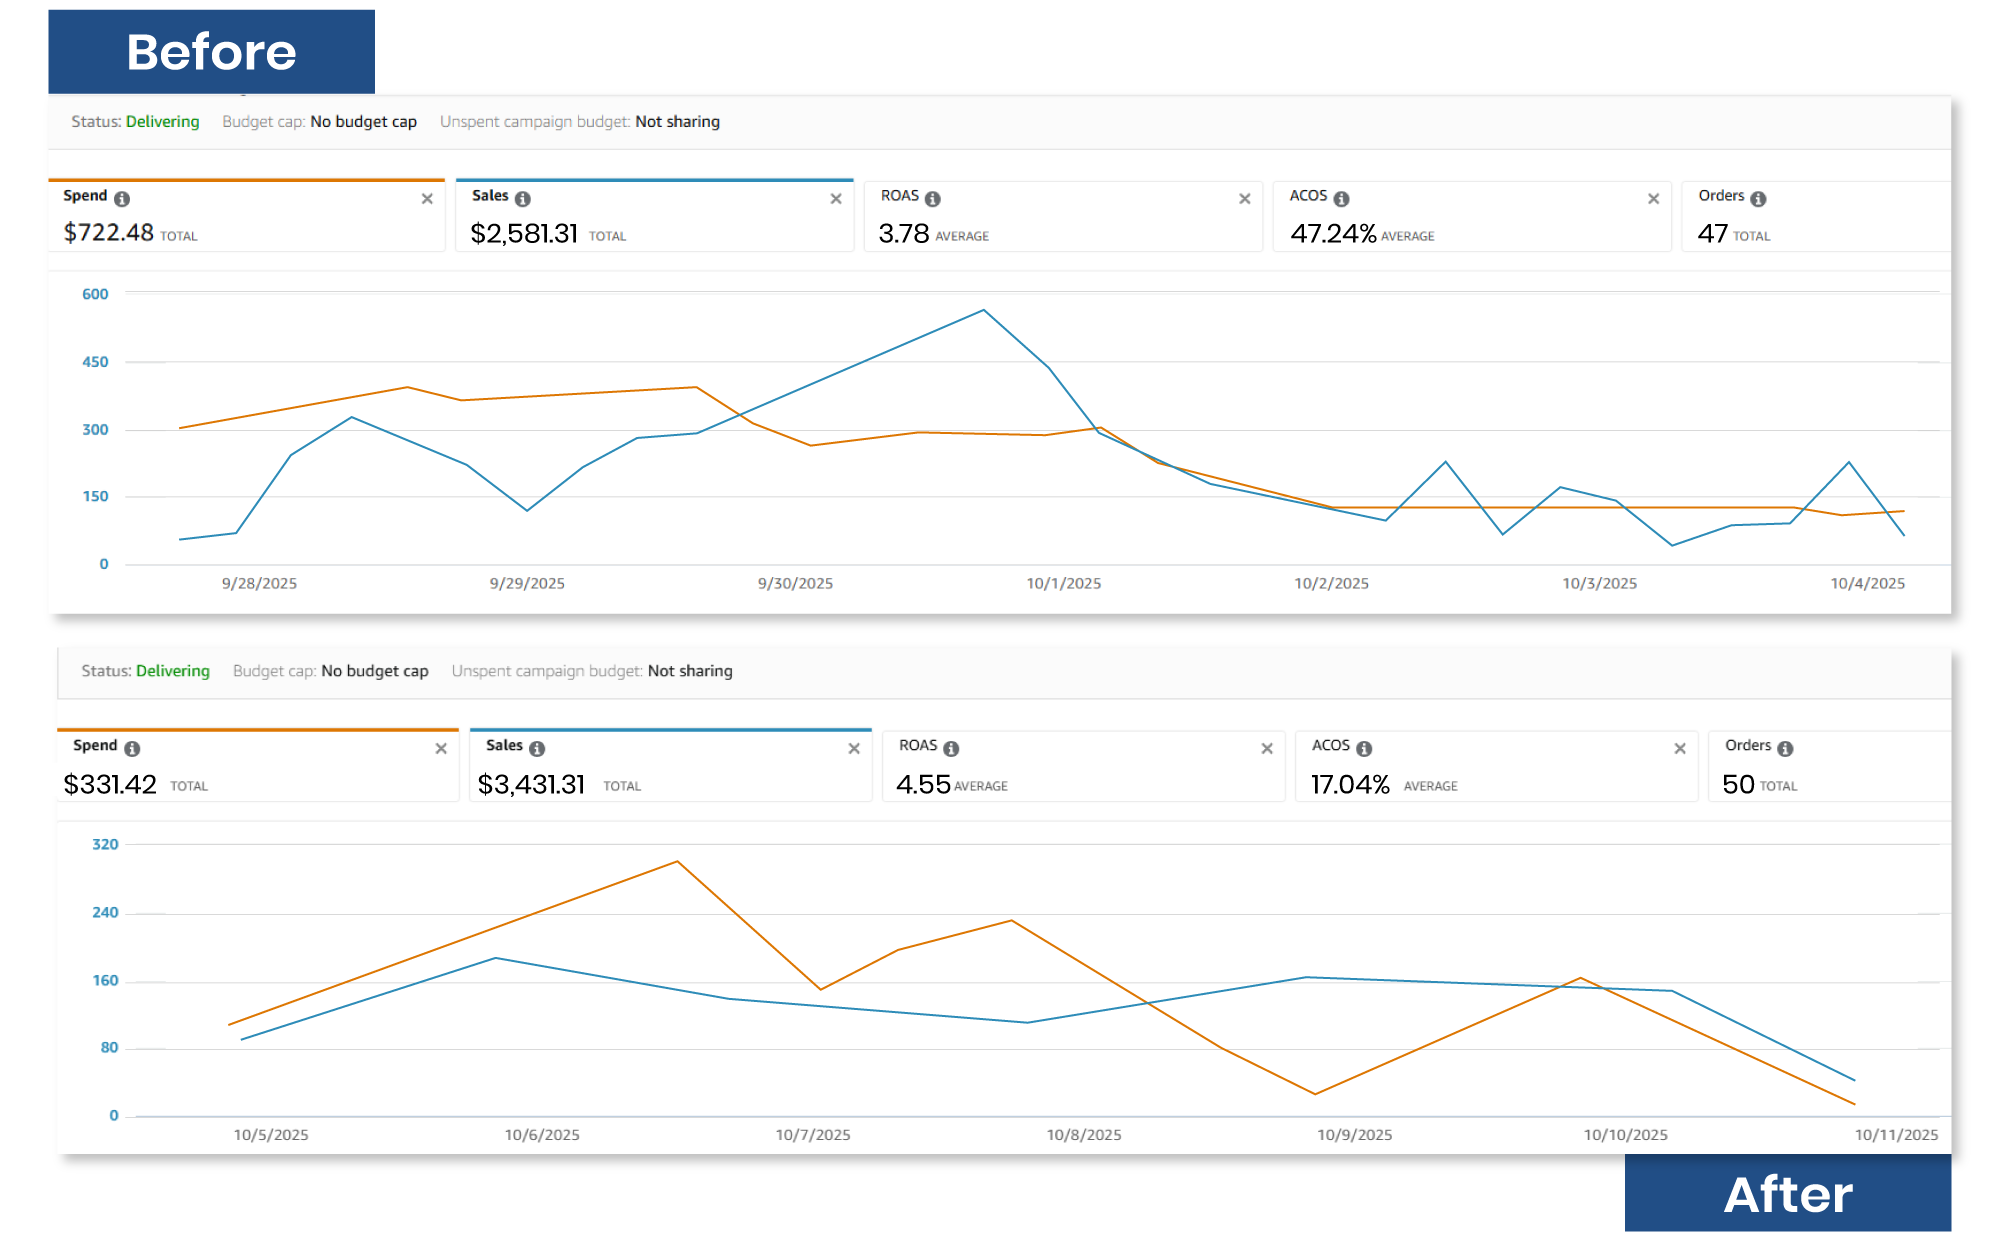 Before
Status: Delivering Budget cap: No budget cap Unspent campaign budget: Not sharing
Spend Sales ROAS ACOS Orders
$722.48 TOTAL $2,581.31 TOTAL 3.78 AVERAGE 47.24% AVERAGE 47 TOTAL
600
450
300
150
0
9/28/2025 9/29/2025 9/30/2025 10/1/2025 10/2/2025 10/3/2025 10/4/2025
Status: Delivering Budget cap: No budget cap Unspent campaign budget: Not sharing
Spend Sales ROAS ACOS Orders
$331.42 TOTAL $3,431.31 TOTAL 4.55 AVERAGE 17.04% AVERAGE 50 TOTAL
320
240
160
80
0
10/5/2025 10/6/2025 10/7/2025 10/8/2025 10/9/2025 10/10/2025 10/11/2025
After